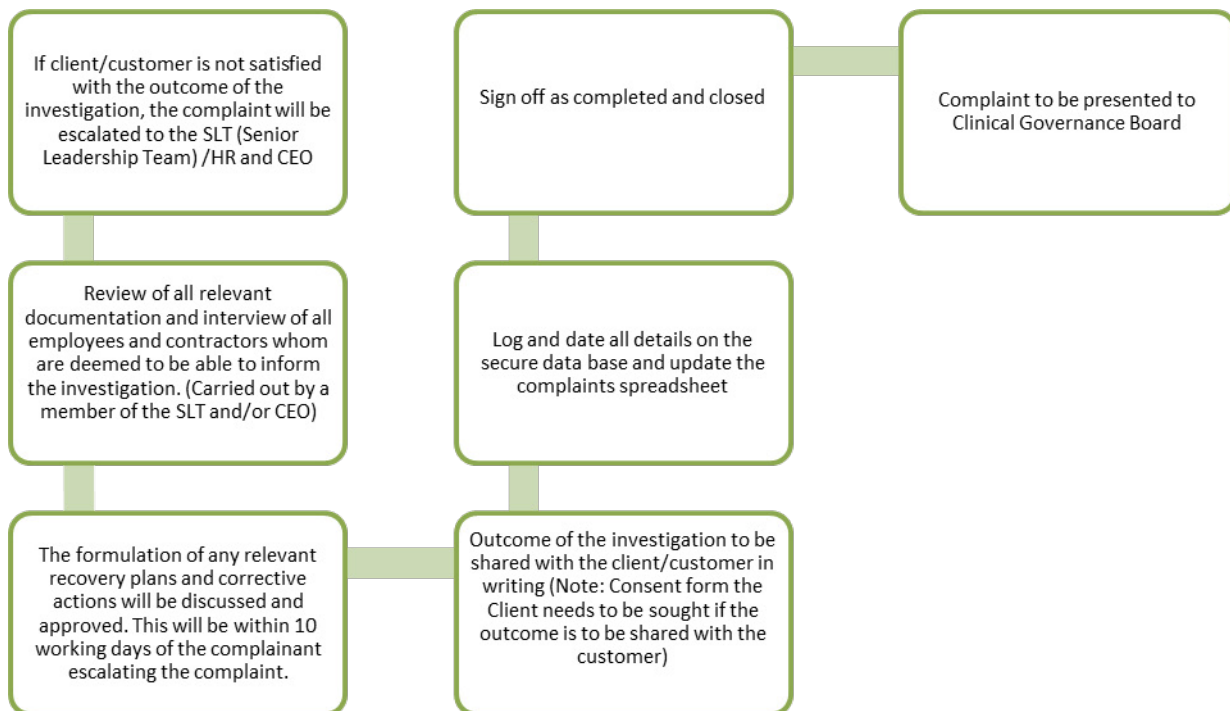 If client/customer is not satisfied
with the outcome of the
investigation, the complaint will be
escalated to the SLT (Senior
Leadership Team) /HR and CEO
Review of all relevant
documentation and interview of all
employees and contractors whom
are deemed to be able to inform
the investigation. (Carried out by a
member of the SLT and/or CEO)
The formulation of any relevant
recovery plans and corrective
actions will be discussed and
approved. This will be within 10
working days of the complainant
escalating the complaint.
Outcome of the investigation to be
shared with the client/customer in
writing (Note: Consent form the
Client needs to be sought if the
outcome is to be shared with the
customer)
Log and date all details on the
secure data base and update the
complaints spreadsheet
Sign off as completed and closed
Complaint to be presented to
Clinical Governance Board